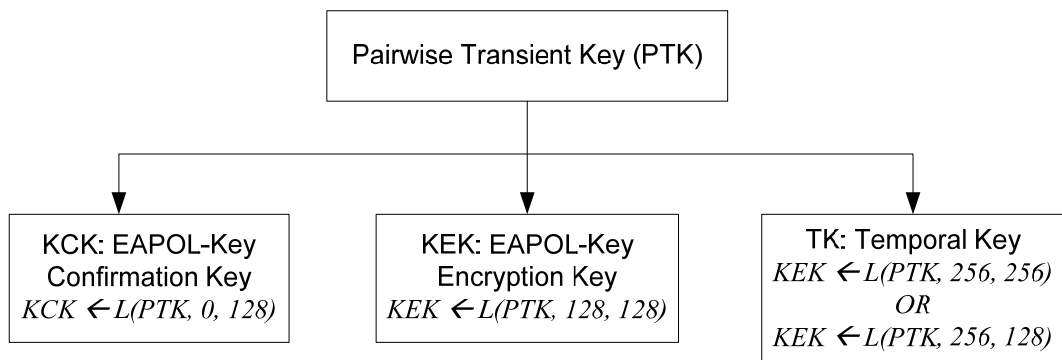 Pairwise Transient Key (PTK)
KCK: EAPOL-Key
Confirmation Key
KCK ← L(PTK, 0, 128)
KEK: EAPOL-Key
Encryption Key
KEK ← L(PTK, 128, 128)
TK: Temporal Key
KEK ← L(PTK, 256, 256)
OR
KEK ← L(PTK, 256, 128)